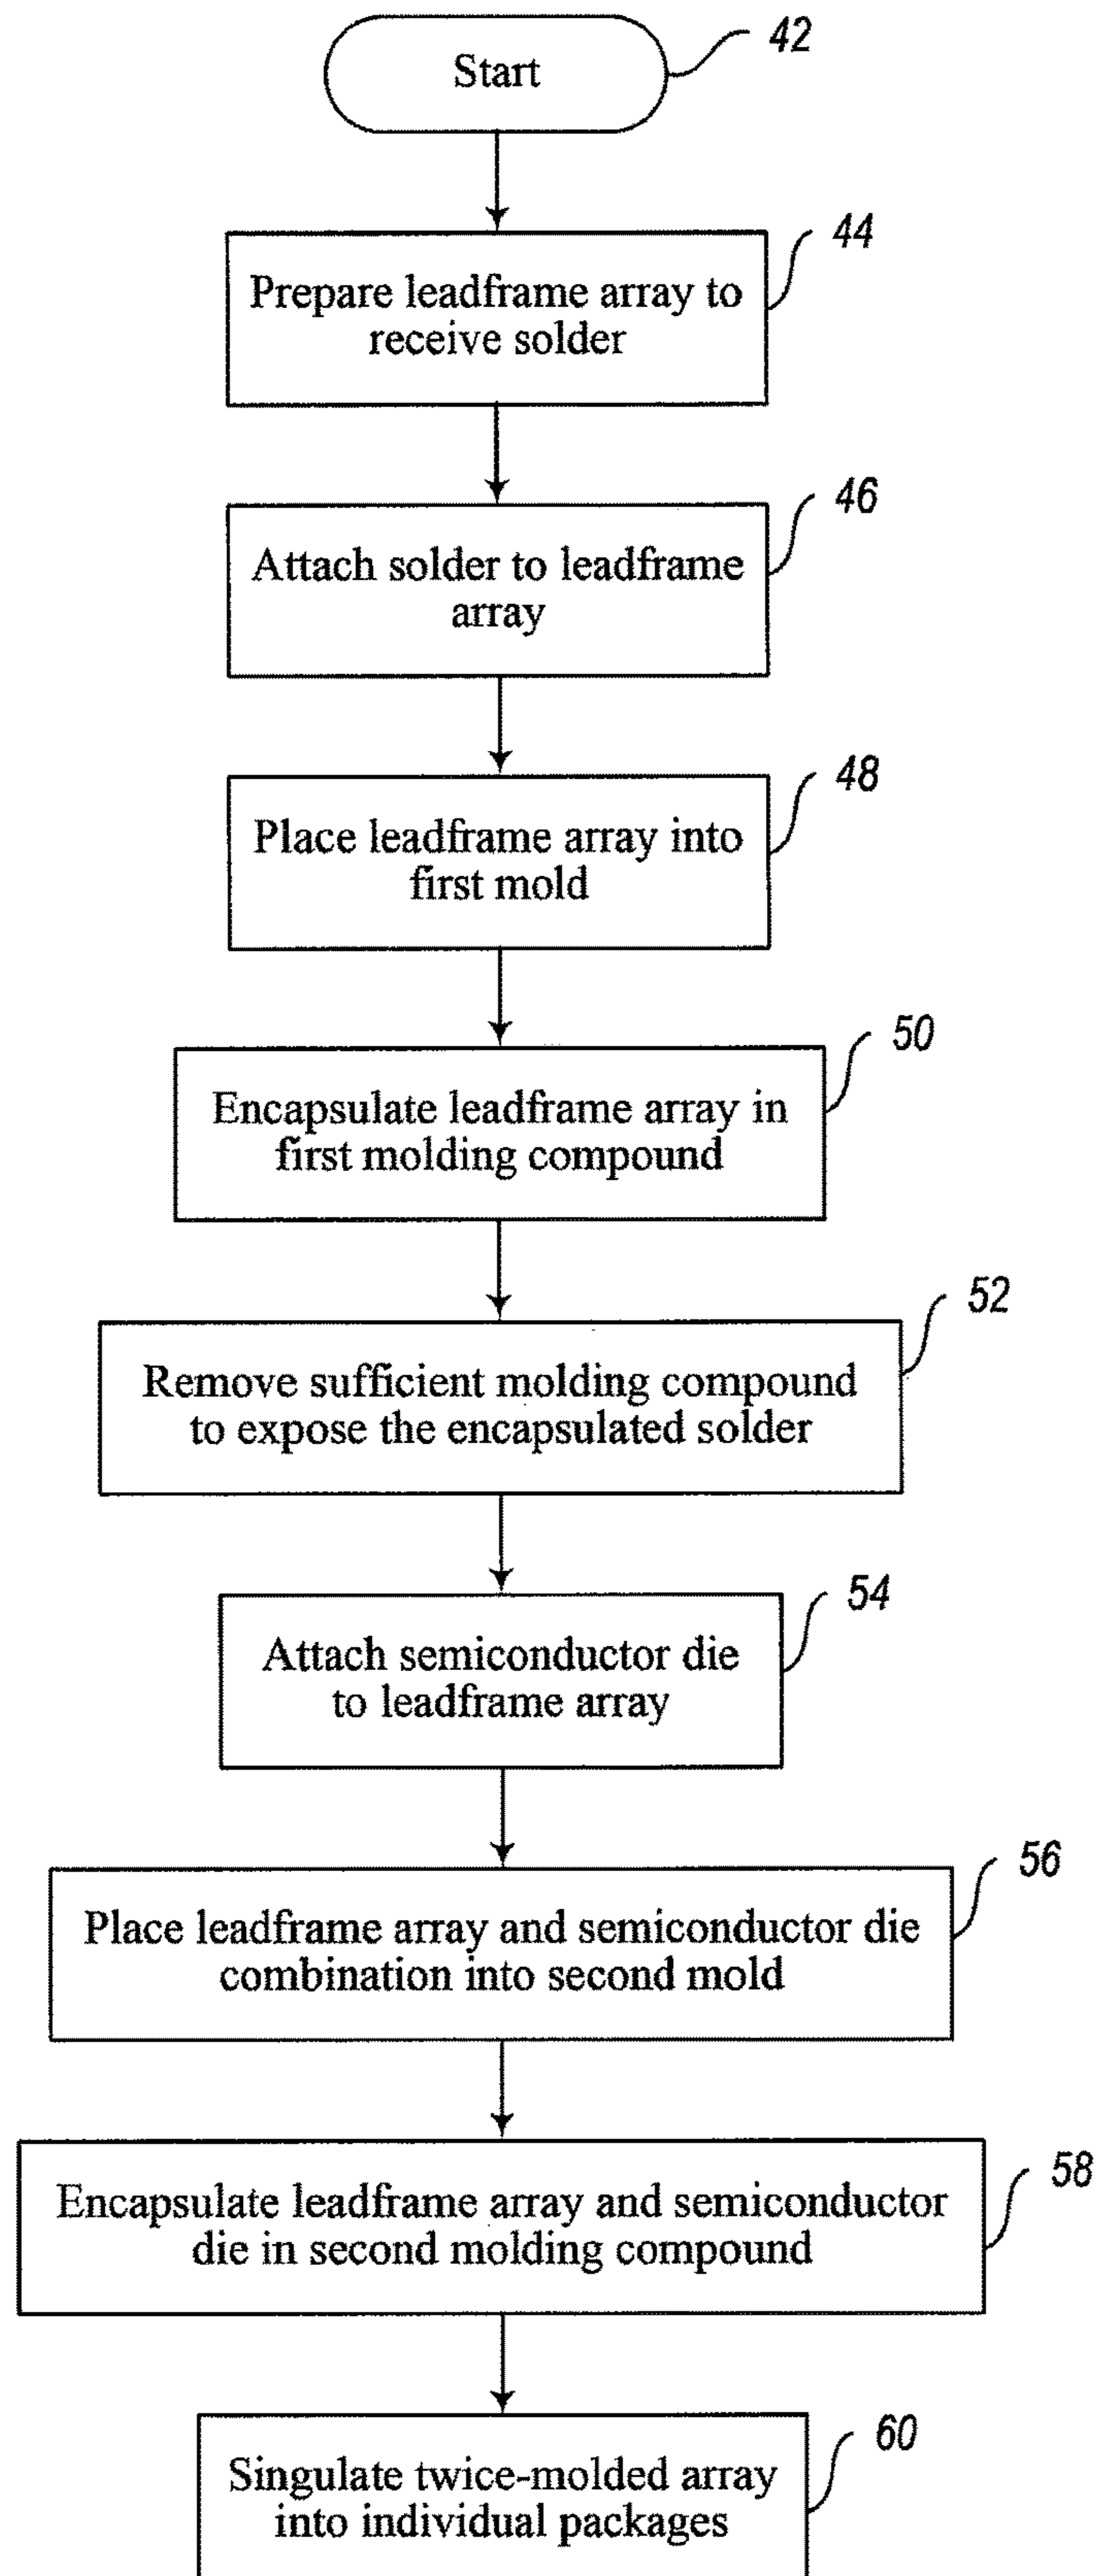 Start
42
Prepare leadframe array to
receive solder
44
Attach solder to leadframe
array
46
Place leadframe array into
first mold
48
Encapsulate leadframe array in
first molding compound
50
Remove sufficient molding compound
to expose the encapsulated solder
52
Attach semiconductor die
to leadframe array
54
Place leadframe array and semiconductor die
combination into second mold
56
Encapsulate leadframe array and semiconductor
die in second molding compound
58
Singulate twice-molded array
into individual packages
60